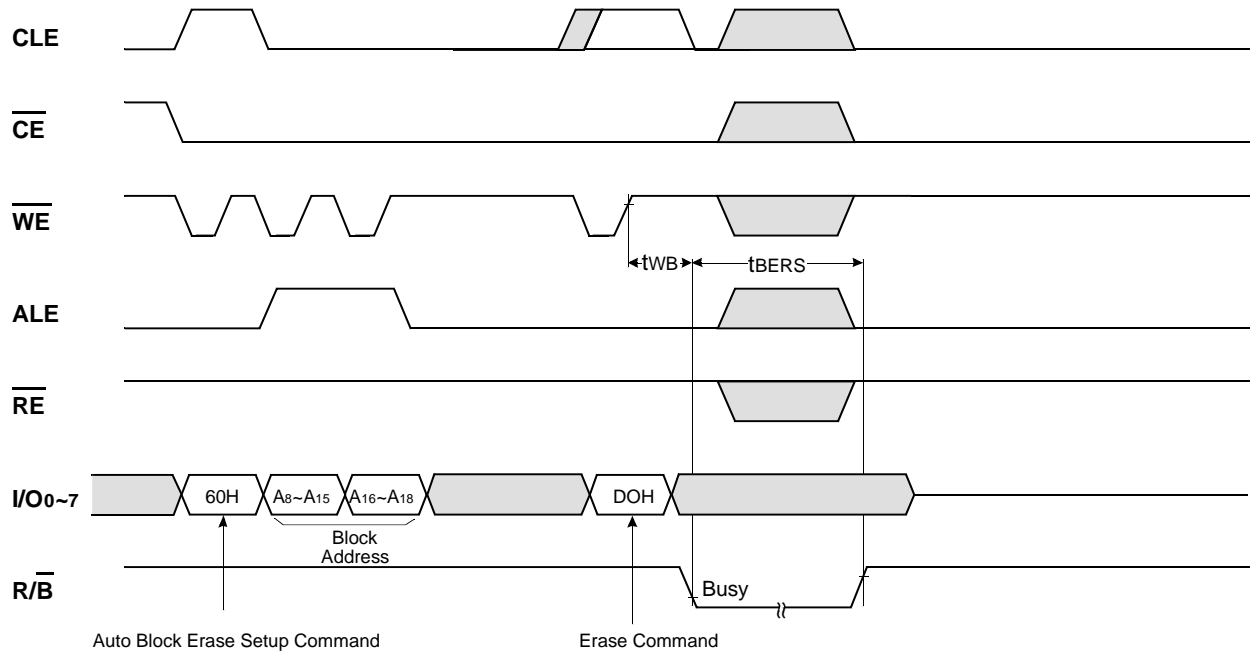 CLE
CE
WE
tWB
tBERS
ALE
RE
I/O0~7
60H
A8~A15
A16~A18
DOH
Block
Address
R/B
Busy
Auto Block Erase Setup Command
Erase Command